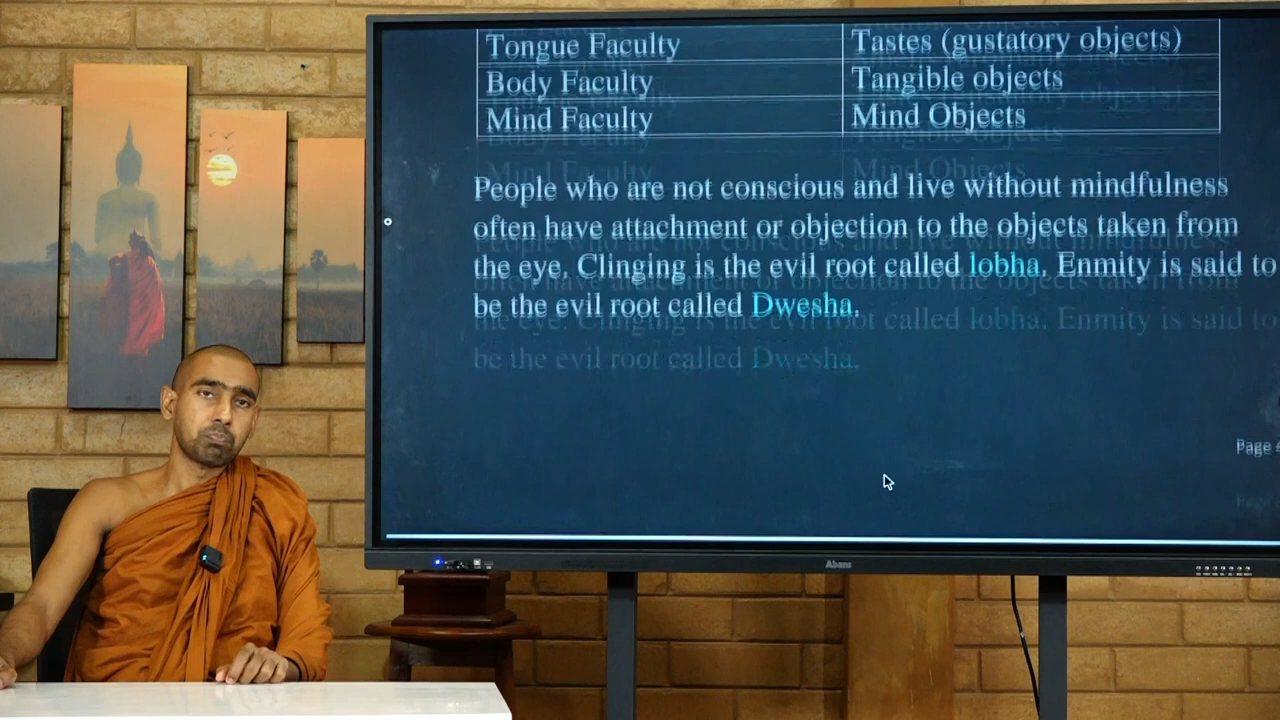 Tongue Faculty Tastes (gustatory objects)
Body Faculty Tangible objects
Mind Faculty Mind Objects
People who are not conscious and live without mindfulness
often have attachment or objection to the objects taken from
the eye. Clinging is the evil root called lobha. Enmity is said to
be the evil root called Dwesha.
Page
Abans